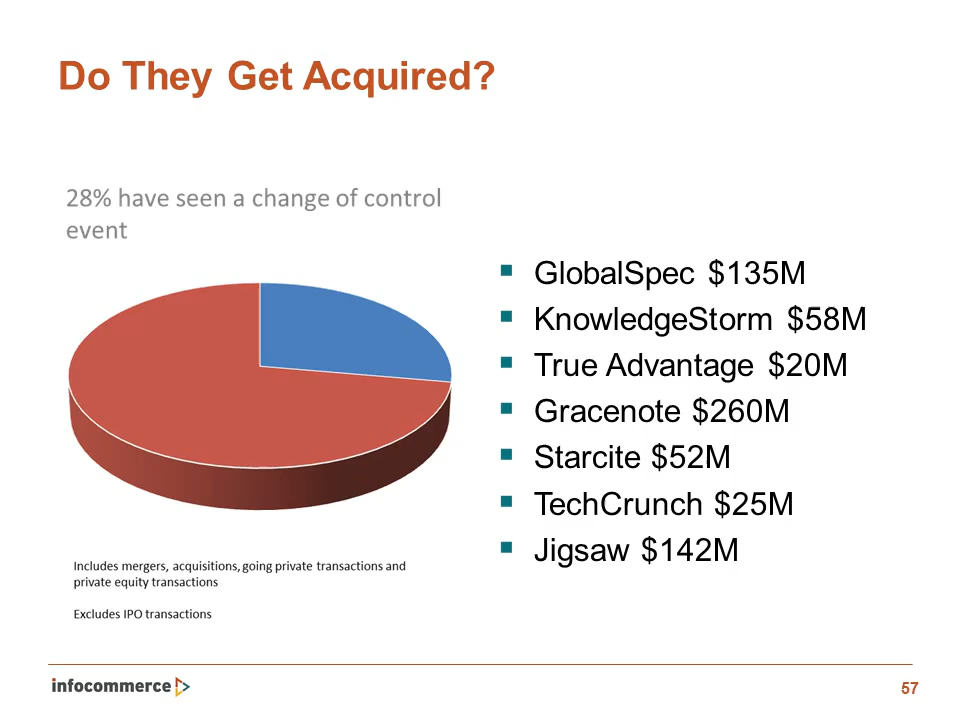 Do They Get Acquired?
28% have seen a change of control
event
GlobalSpec $135M
KnowledgeStorm $58M
True Advantage $20M
Gracenote $260M
Starcite $52M
TechCrunch $25M
Jigsaw $142M
Includes mergers, acquisitions, going private transactions and
private equity transactions
Excludes IPO transactions
infocommerce
57